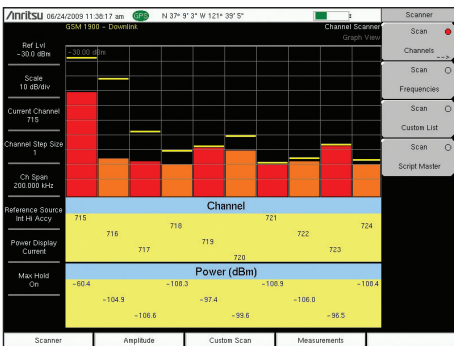 Anritsu 06/24/2009 11:38:17 am GPS N 37° 9' 3" W 121° 39' 5"
Scanner
GSM 1900 - Downlink
Channel Scanner
Graph View
Ref Lvl
-30.0 dBm
-30.00 dBm
Scale
10 dB/div
Current Channel
715
Channel Step Size
1
Ch Span
200.000 kHz
Reference Source
Int Hi Accy
Power Display
Current
Max Hold
On
Scan
Channels
-->
Scan
Frequencies
Scan
Custom List
Scan
Script Master
Channel
715 721
718 724
716 722
717 719 723
720
Power (dBm)
-60.4 -108.3 -108.9 -108.4
-104.9 -97.4 -106.0
-106.6 -99.6 -96.5
Scanner Amplitude Custom Scan Measurements